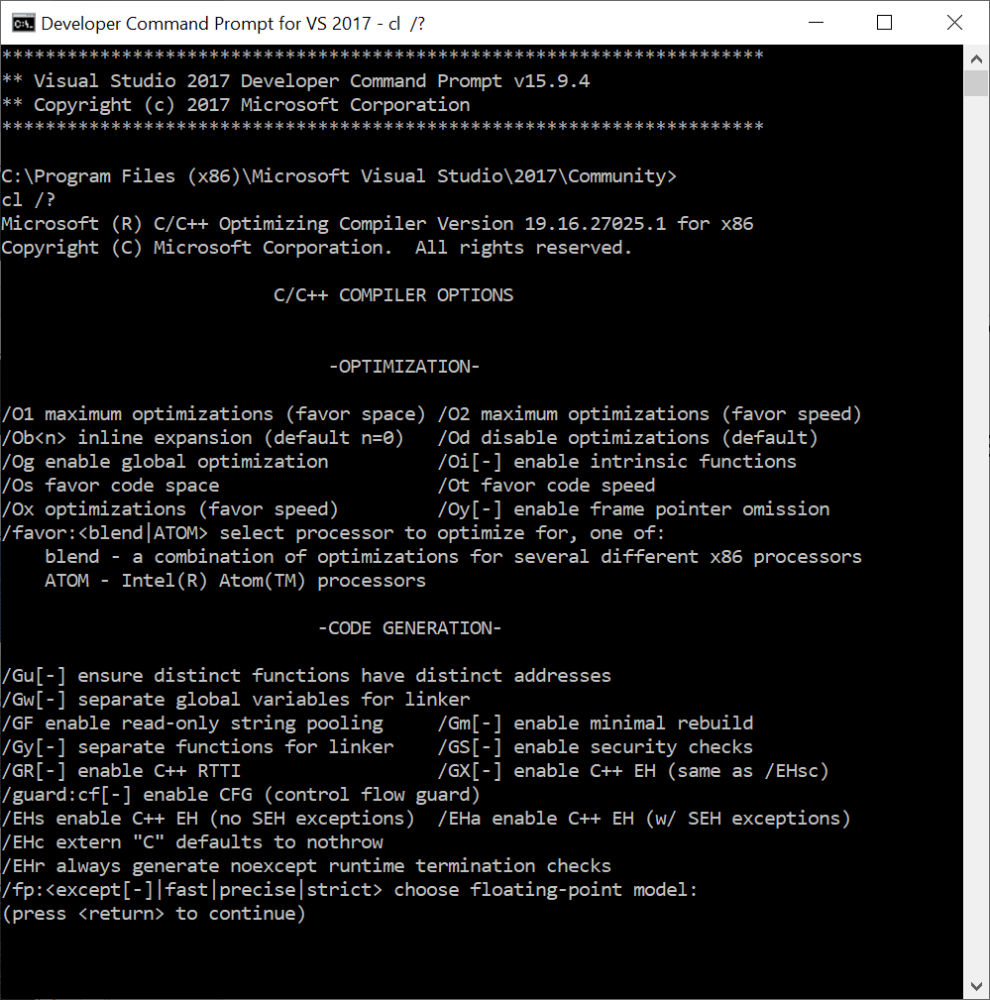 Developer Command Prompt for VS 2017 - cl  /?
**********************************************************************
** Visual Studio 2017 Developer Command Prompt v15.9.4
** Copyright (c) 2017 Microsoft Corporation
**********************************************************************
C:\Program Files (x86)\Microsoft Visual Studio\2017\Community>
cl /?
Microsoft (R) C/C++ Optimizing Compiler Version 19.16.27025.1 for x86
Copyright (C) Microsoft Corporation.  All rights reserved.
                         C/C++ COMPILER OPTIONS
                              -OPTIMIZATION-
/O1 maximum optimizations (favor space) /O2 maximum optimizations (favor speed)
/Ob<n> inline expansion (default n=0)   /Od disable optimizations (default)
/Og enable global optimization          /Oi[-] enable intrinsic functions
/Os favor code space                    /Ot favor code speed
/Ox optimizations (favor speed)         /Oy[-] enable frame pointer omission
/favor:<blend|ATOM> select processor to optimize for, one of:
    blend - a combination of optimizations for several different x86 processors
    ATOM - Intel(R) Atom(TM) processors
                             -CODE GENERATION-
/Gu[-] ensure distinct functions have distinct addresses
/Gw[-] separate global variables for linker
/GF enable read-only string pooling     /Gm[-] enable minimal rebuild
/Gy[-] separate functions for linker    /GS[-] enable security checks
/GR[-] enable C++ RTTI                  /GX[-] enable C++ EH (same as /EHsc)
/guard:cf[-] enable CFG (control flow guard)
/EHs enable C++ EH (no SEH exceptions)  /EHa enable C++ EH (w/ SEH exceptions)
/EHc extern "C" defaults to nothrow
/EHr always generate noexcept runtime termination checks
/fp:<except[-]|fast|precise|strict> choose floating-point model:
(press <return> to continue)